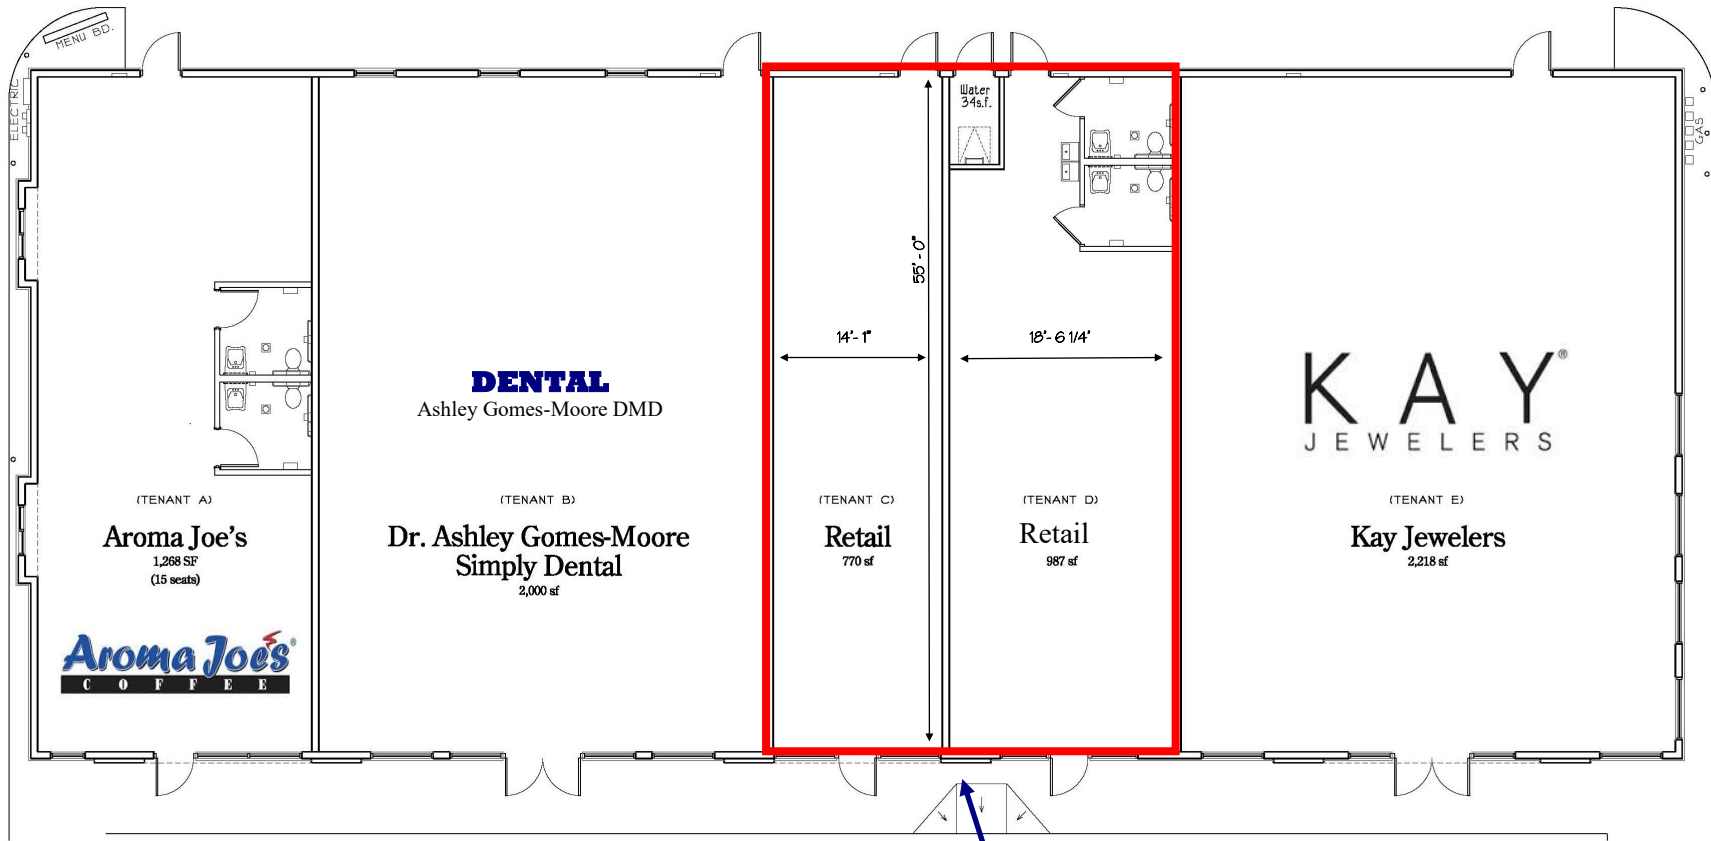 MENU BD.
ELECTRIC
Water
34s.f.
GAS
55'-0"
14'-1"
18'-6 1/4'
DENTAL
Ashley Gomes-Moore DMD
KAY®
JEWELERS
(TENANT A)
Aroma Joe's
1,268 SF
(15 seats)
(TENANT B)
Dr. Ashley Gomes-Moore
Simply Dental
2,000 sf
(TENANT C)
Retail
770 sf
(TENANT D)
Retail
987 sf
(TENANT E)
Kay Jewelers
2,218 sf
Aroma Joe's®
COFFEE